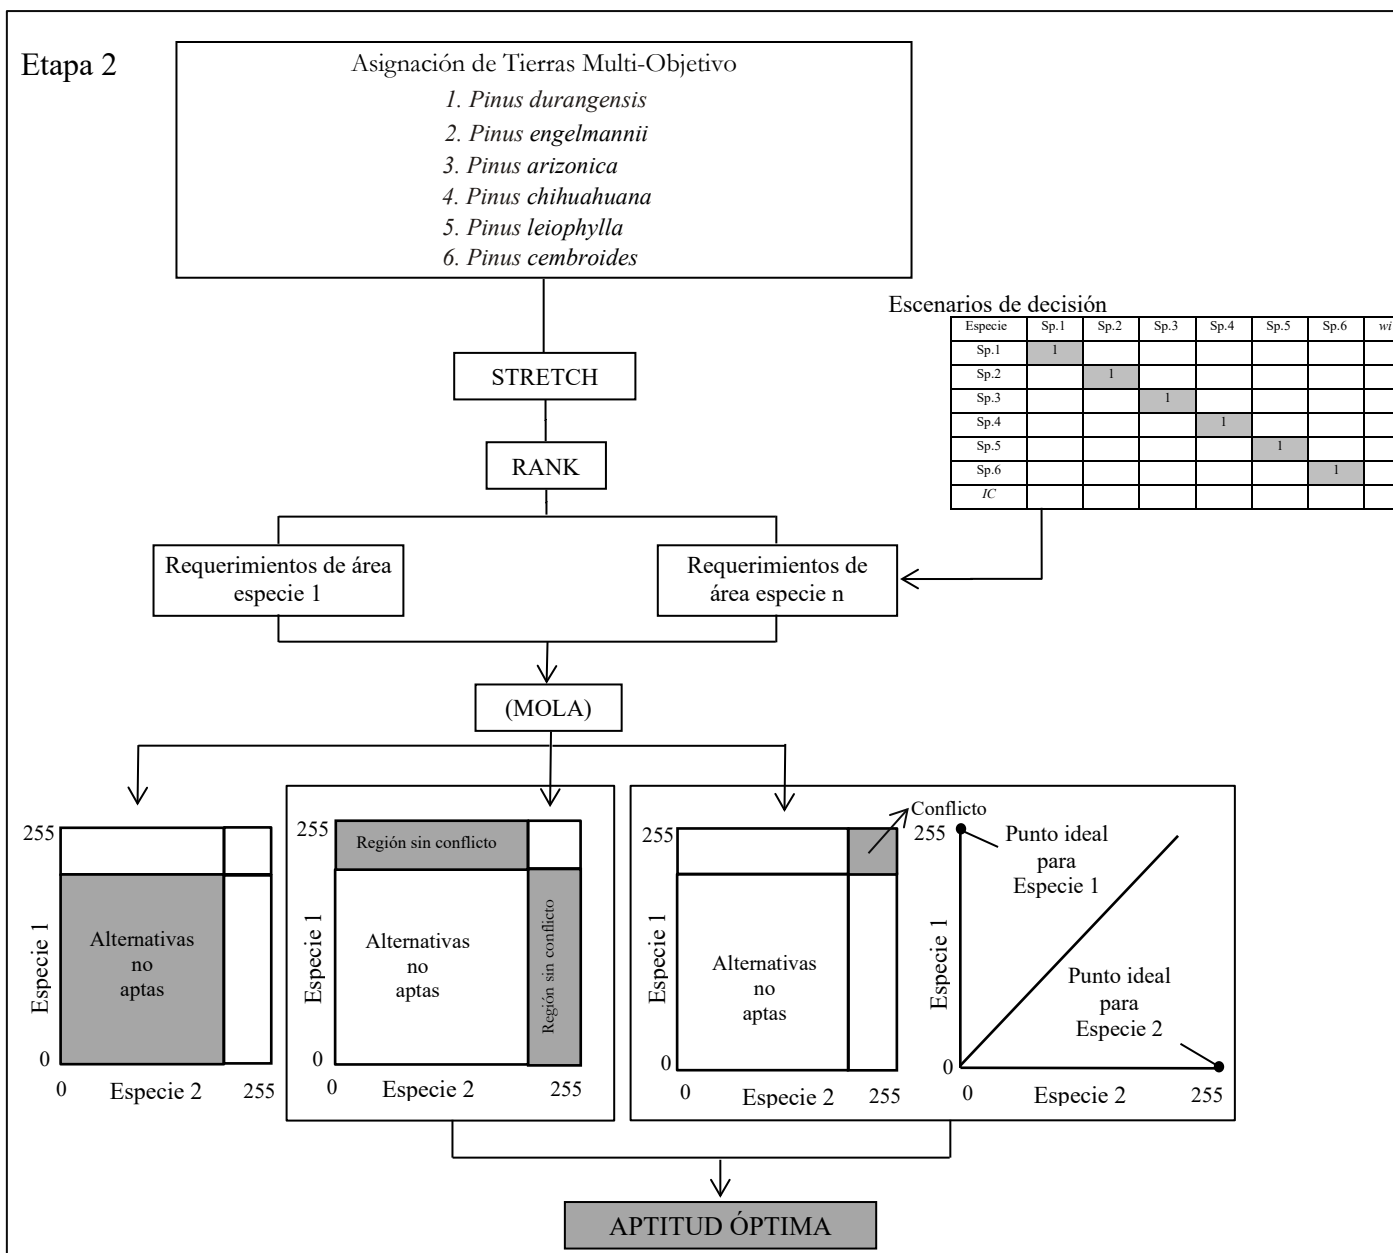 Etapa 2
Asignación de Tierras Multi-Objetivo
1. Pinus durangensis
2. Pinus engelmannii
3. Pinus arizonica
4. Pinus chihuahuana
5. Pinus leiophylla
6. Pinus cembroides
Escenarios de decisión
Especie Sp.1 Sp.2 Sp.3 Sp.4 Sp.5 Sp.6 wi
Sp.1 1
Sp.2 1
Sp.3 1
Sp.4 1
Sp.5 1
Sp.6 1
IC
STRETCH
RANK
Requerimientos de área
especie 1
Requerimientos de
área especie n
(MOLA)
255
Especie 1
Alternativas
no
aptas
0
0 Especie 2 255
255
Región sin conflicto
Especie 1
Alternativas
no
aptas
Región sin conflicto
0
0 Especie 2 255
Conflicto
255
Especie 1
Alternativas
no
aptas
0
0 Especie 2 255
255
Punto ideal
para
Especie 1
Especie 1
Punto ideal
para
Especie 2
0
0 Especie 2 255
APTITUD ÓPTIMA